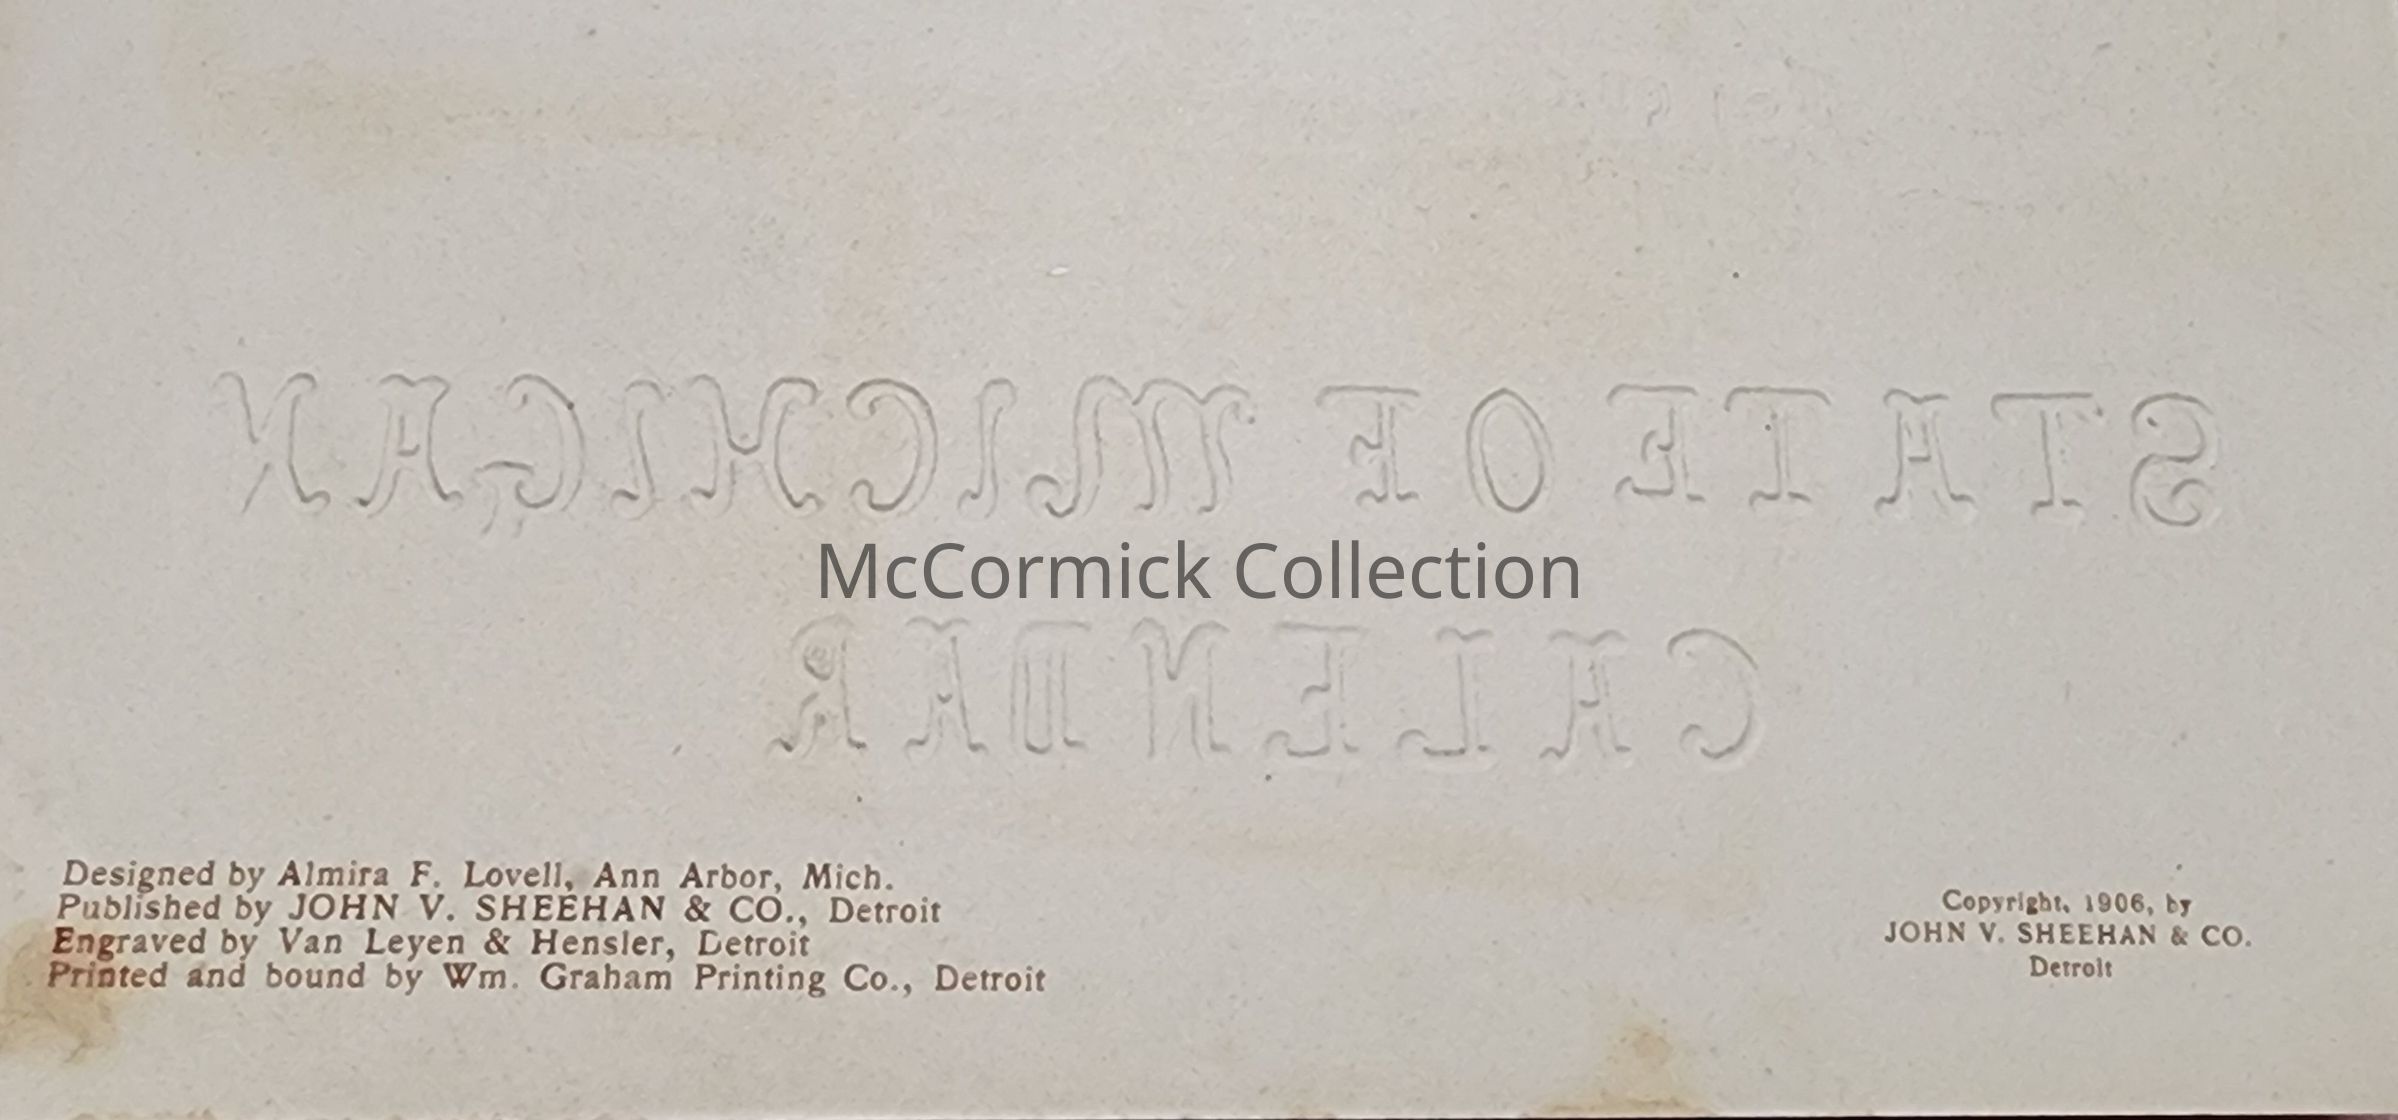 STATE OF MICHIGAN
McCormick Collection
CALENDAR
Designed by Almira F. Lovell, Ann Arbor, Mich.
Published by JOHN V. SHEEHAN & CO., Detroit
Engraved by Van Leyen & Hensler, Detroit
Printed and bound by Wm. Graham Printing Co., Detroit
Copyright, 1906, by
JOHN V. SHEEHAN & CO.
Detroit